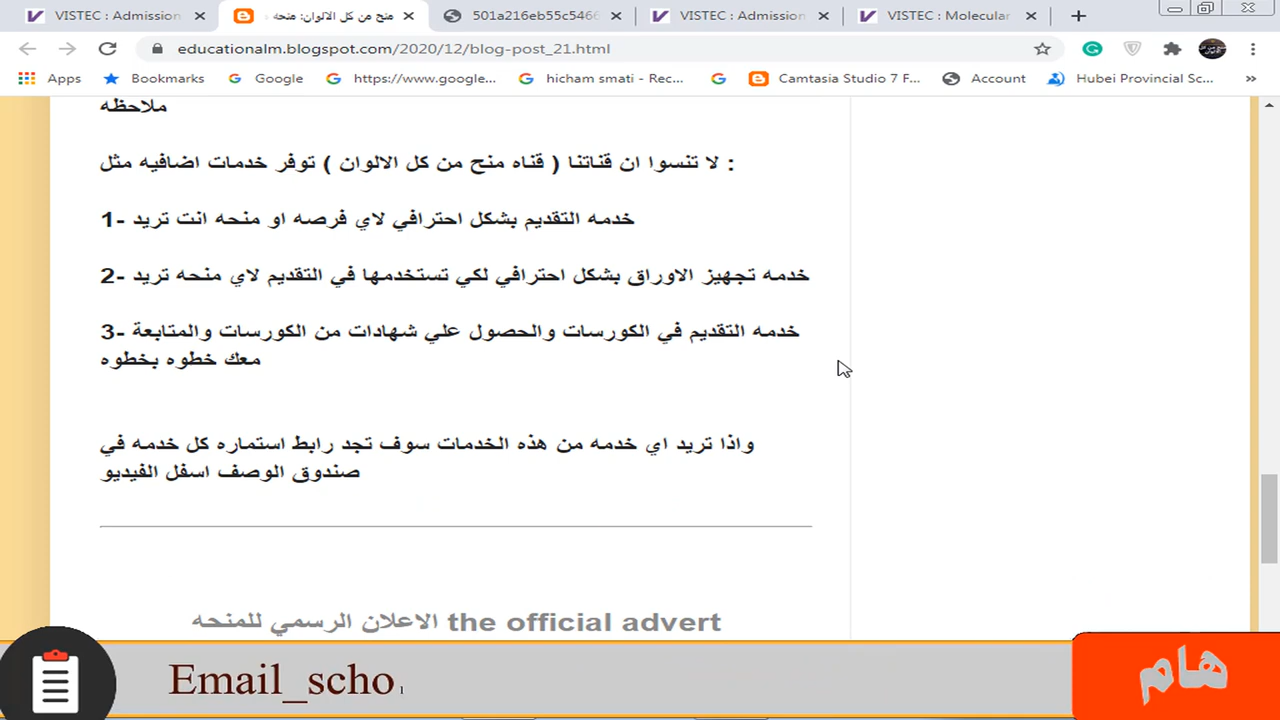 VISTEC : Admission
منح من كل الالوان: منحه
501a216eb55c5466
VISTEC : Admission
VISTEC : Molecular
educationalm.blogspot.com/2020/12/blog-post_21.html
Apps
Bookmarks
Google
https://www.google...
hicham smati - Rec...
Camtasia Studio 7 F...
Account
Hubei Provincial Sc...
»
ملاحظه
: لا تنسوا ان قناتنا ( قناه منح من كل الالوان ) توفر خدمات اضافيه مثل
1- خدمه التقديم بشكل احترافي لاي فرصه او منحه انت تريد
2- خدمه تجهيز الاوراق بشكل احترافي لكي تستخدمها في التقديم لاي منحه تريد
3- خدمه التقديم في الكورسات والحصول علي شهادات من الكورسات والمتابعة
معك خطوه بخطوه
واذا تريد اي خدمه من هذه الخدمات سوف تجد رابط استماره كل خدمه في
صندوق الوصف اسفل الفيديو
الاعلان الرسمي للمنحه the official advert
Email_scho
هام